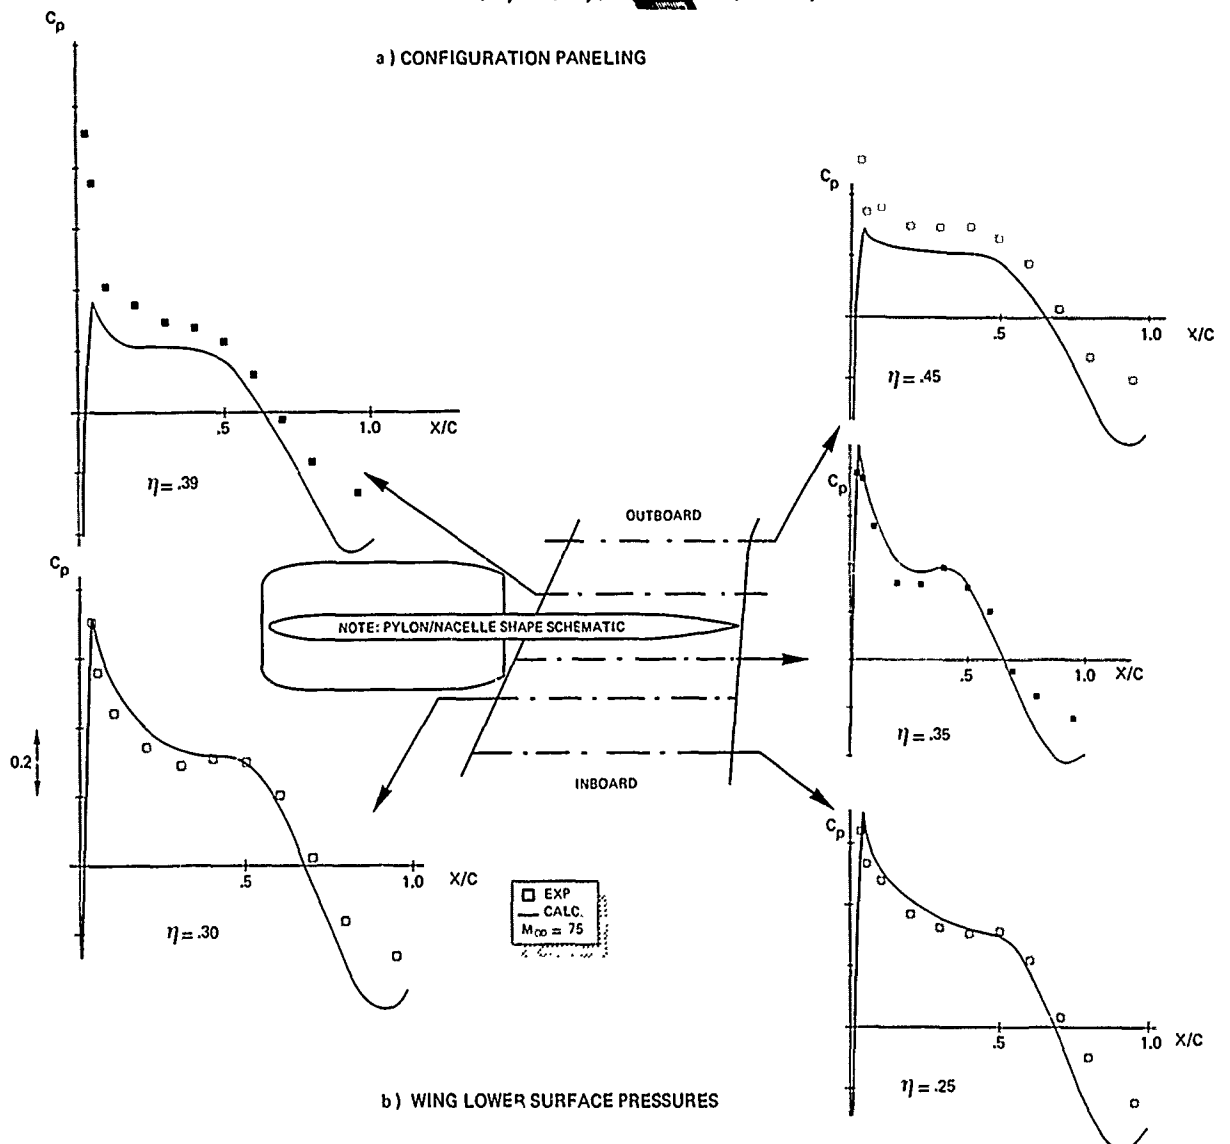 a ) CONFIGURATION PANELING
Cp
.5
1.0
X/C
η = .39
Cp
.5
1.0
X/C
η = .45
OUTBOARD
NOTE: PYLON/NACELLE SHAPE SCHEMATIC
INBOARD
Cp
.5
1.0
X/C
η = .35
Cp
0.2
.5
1.0
X/C
η = .30
EXP
CALC.
M∞ = 75
Cp
.5
1.0
X/C
η = .25
b ) WING LOWER SURFACE PRESSURES